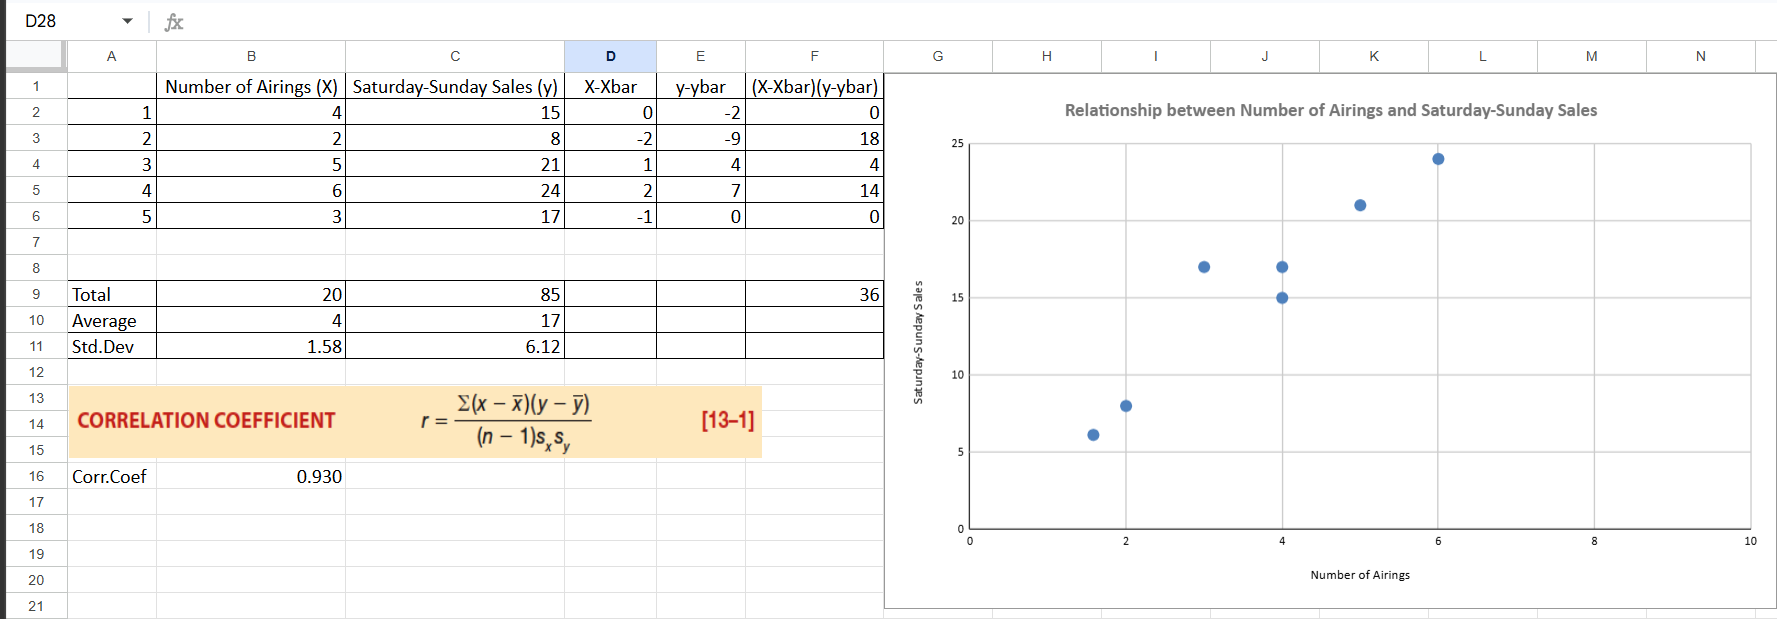 D28
fx
A B C D E F G H I J K L M N
1 Number of Airings (X) Saturday-Sunday Sales (y) X-Xbar y-ybar (X-Xbar)(y-ybar)
2 1 4 15 0 -2 0
3 2 2 8 -2 -9 18
4 3 5 21 1 4 4
5 4 6 24 2 7 14
6 5 3 17 -1 0 0
7
8
9 Total 20 85 36
10 Average 4 17
11 Std.Dev 1.58 6.12
12
13
14
15
CORRELATION COEFFICIENT r = Σ(x − x̅)(y − y̅) / (n − 1)sₓsᵧ [13–1]
16 Corr.Coef 0.930
17
18
19
20
21
Relationship between Number of Airings and Saturday-Sunday Sales
25
20
15
10
5
0
Saturday-Sunday Sales
0 2 4 6 8 10
Number of Airings